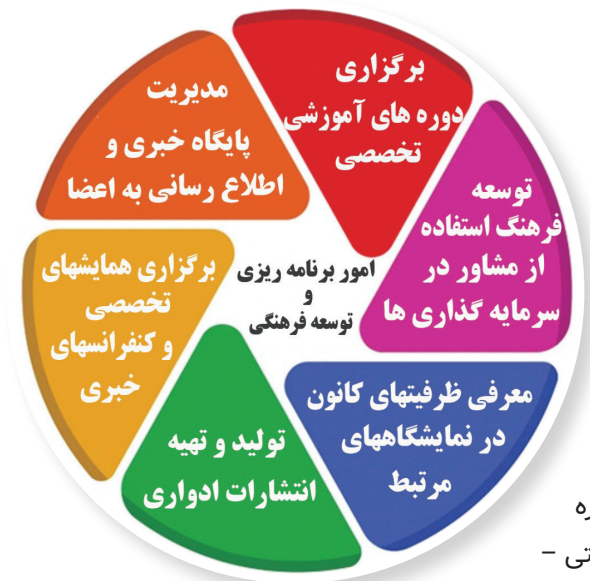 برگزاری
دوره های آموزشی
تخصصی
توسعه
فرهنگ استفاده
از مشاور در
سرمایه گذاری ها
معرفی ظرفیتهای کانون
در نمایشگاههای
مرتبط
تولید و تهیه
انتشارات ادواری
برگزاری همایشهای
تخصصی
و کنفرانسهای
خبری
مدیریت
پایگاه خبری و
اطلاع رسانی به اعضا
امور برنامه ریزی
و
توسعه فرهنگی